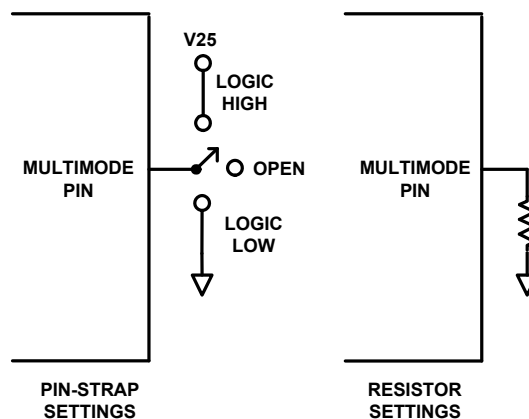 V25
LOGIC
HIGH
MULTIMODE
PIN
OPEN
LOGIC
LOW
PIN-STRAP
SETTINGS
MULTIMODE
PIN
RESISTOR
SETTINGS